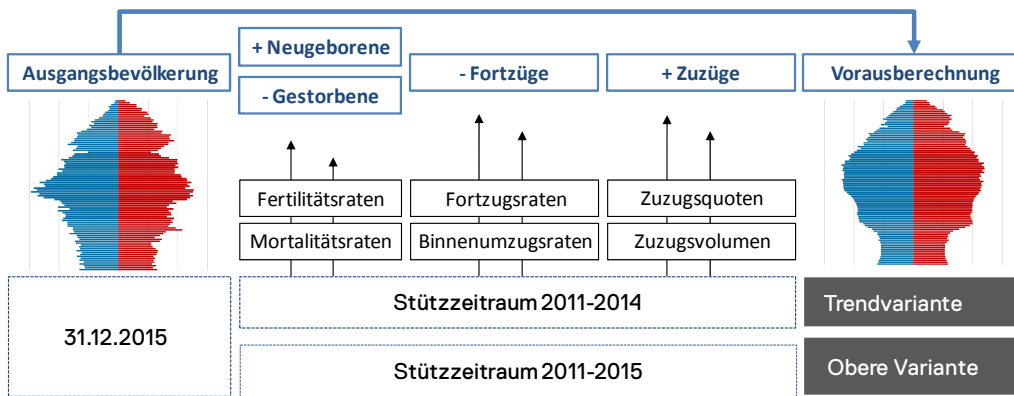 Ausgangsbevölkerung
+ Neugeborene
- Gestorbene
- Fortzüge
+ Zuzüge
Vorausberechnung
Fertilitätsraten
Mortalitätsraten
Fortzugsraten
Binnenumzugsraten
Zuzugsquoten
Zuzugsvolumen
31.12.2015
Stützzeitraum 2011-2014
Trendvariante
Stützzeitraum 2011-2015
Obere Variante